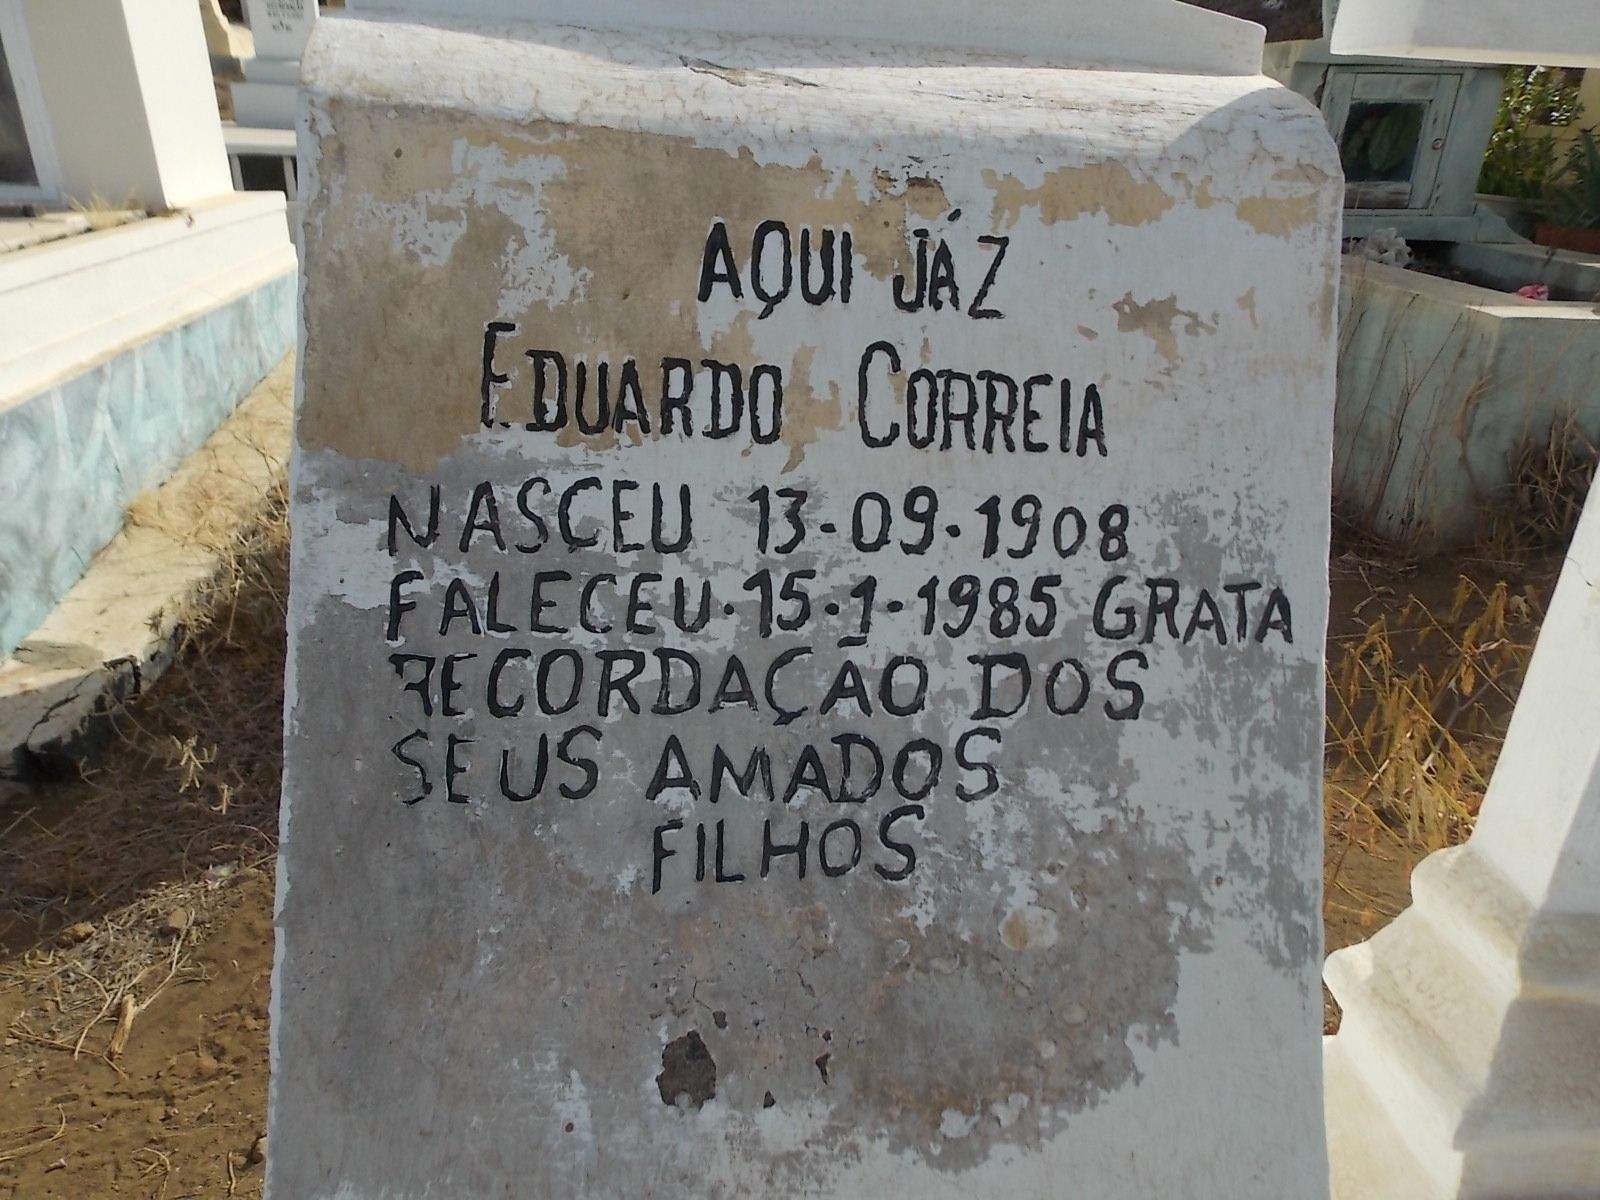 AQUI JÁZ
EDUARDO CORREIA
NASCEU 13-09-1908
FALECEU·15·1·1985 GRATA
RECORDAÇÃO DOS
SEUS AMADOS
FILHOS